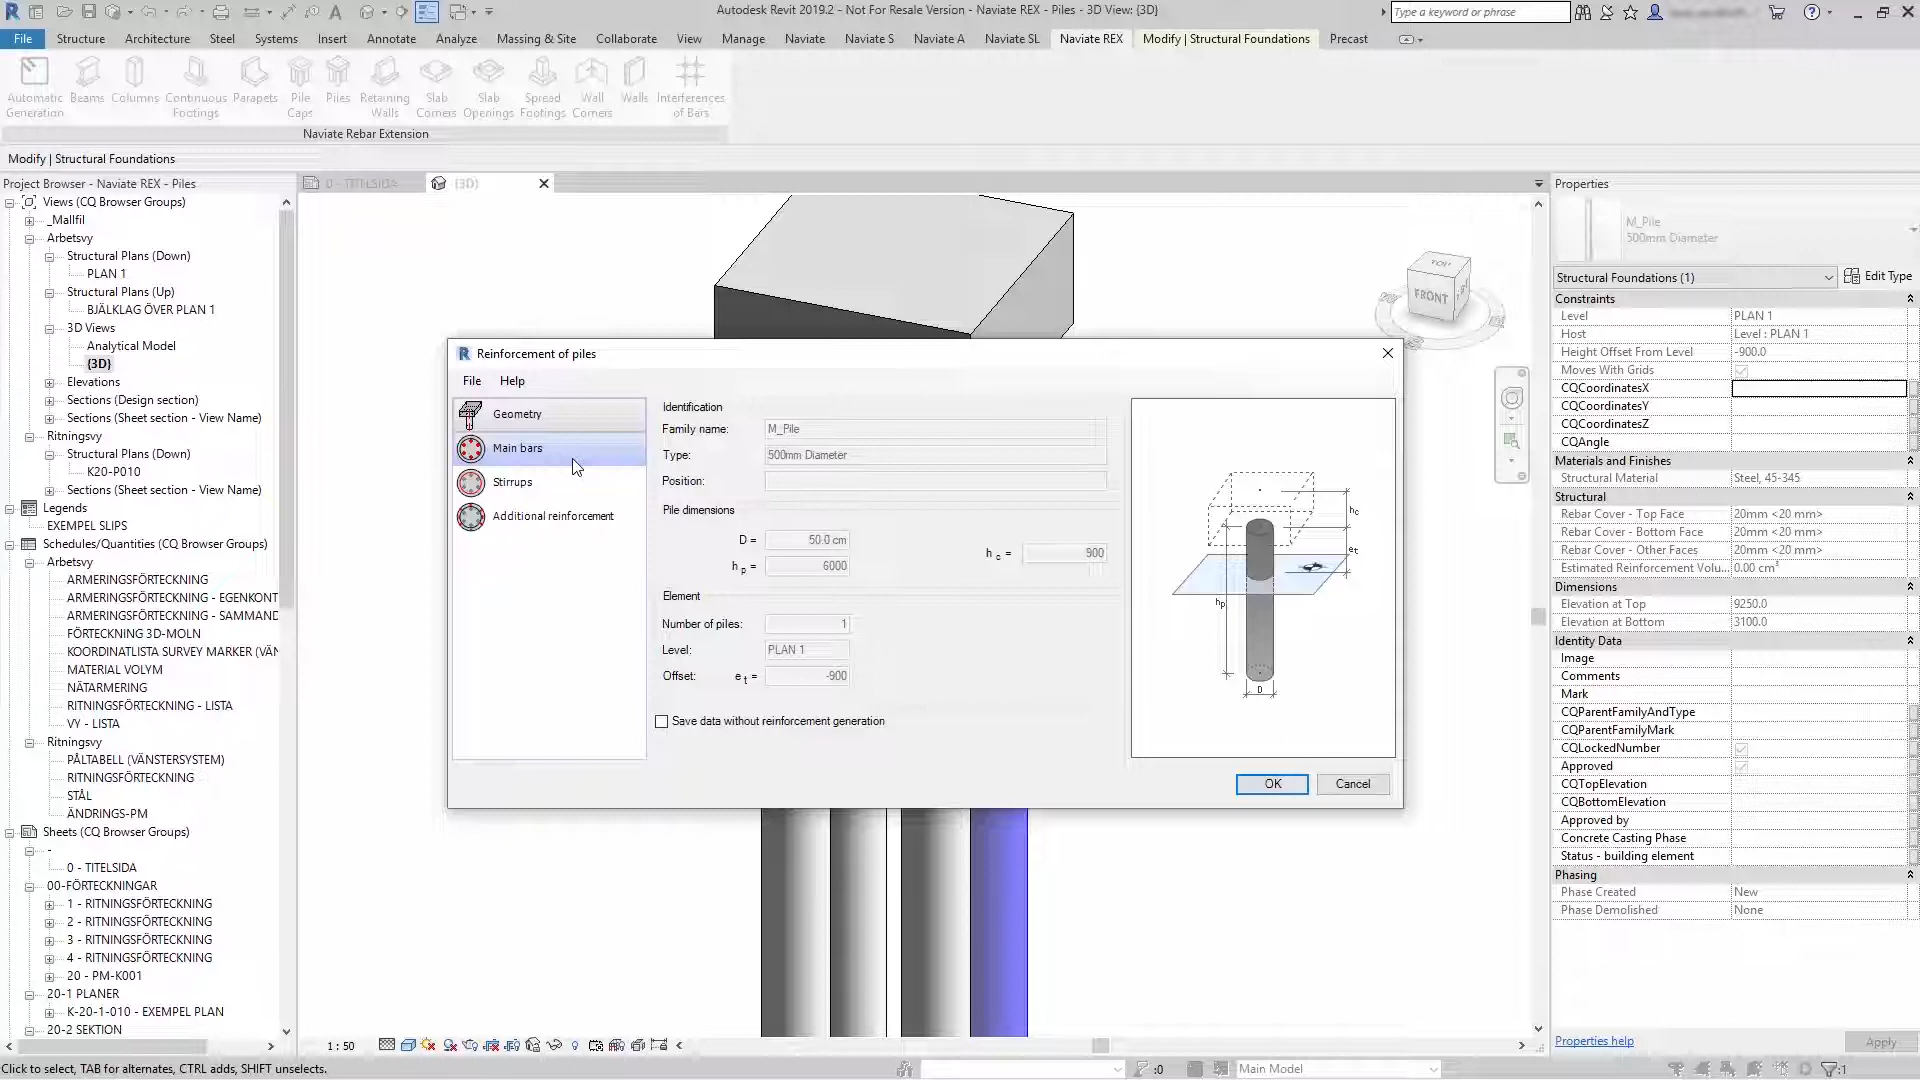 Autodesk Revit 2019.2 - Not For Resale Version - Naviate REX - Piles - 3D View: {3D}
Type a keyword or phrase
File Structure Architecture Steel Systems Insert Annotate Analyze Massing & Site Collaborate View Manage Naviate Naviate S Naviate A Naviate SL Naviate REX Modify | Structural Foundations Precast
Automatic Generation Beams Columns Continuous Footings Parapets Pile Caps Piles Retaining Walls Slab Corners Slab Openings Spread Footings Wall Corners Walls Interferences of Bars
Naviate Rebar Extension
Modify | Structural Foundations
Project Browser - Naviate REX - Piles
Views (CQ Browser Groups)
_Mallfil
Arbetsvy
Structural Plans (Down)
PLAN 1
Structural Plans (Up)
BJÄLKLAG ÖVER PLAN 1
3D Views
Analytical Model
{3D}
Elevations
Sections (Design section)
Sections (Sheet section - View Name)
Ritningsvy
Structural Plans (Down)
K20-P010
Sections (Sheet section - View Name)
Legends
EXEMPEL SLIPS
Schedules/Quantities (CQ Browser Groups)
Arbetsvy
ARMERINGSFÖRTECKNING
ARMERINGSFÖRTECKNING - EGENKONT
ARMERINGSFÖRTECKNING - SAMMAND
FÖRTECKNING 3D-MOLN
KOORDINATLISTA SURVEY MARKER (VÄN
MATERIAL VOLYM
NÄTARMERING
RITNINGSFÖRTECKNING - LISTA
VY - LISTA
Ritningsvy
PÅLTABELL (VÄNSTERSYSTEM)
RITNINGSFÖRTECKNING
STÅL
ÄNDRINGS-PM
Sheets (CQ Browser Groups)
-
0 - TITELSIDA
00-FÖRTECKNINGAR
1 - RITNINGSFÖRTECKNING
2 - RITNINGSFÖRTECKNING
3 - RITNINGSFÖRTECKNING
4 - RITNINGSFÖRTECKNING
20 - PM-K001
20-1 PLANER
K-20-1-010 - EXEMPEL PLAN
20-2 SEKTION
0 - TITELSIDA
{3D}
TOP
FRONT
Reinforcement of piles
File Help
Geometry
Main bars
Stirrups
Additional reinforcement
Identification
Family name: M_Pile
Type: 500mm Diameter
Position:
Pile dimensions
D = 50.0 cm
hp = 6000
hc = 900
Element
Number of piles: 1
Level: PLAN 1
Offset: et = -900
Save data without reinforcement generation
hc
et
hp
D
OK Cancel
Properties
M_Pile
500mm Diameter
Structural Foundations (1) Edit Type
Constraints
Level PLAN 1
Host Level : PLAN 1
Height Offset From Level -900.0
Moves With Grids
CQCoordinatesX
CQCoordinatesY
CQCoordinatesZ
CQAngle
Materials and Finishes
Structural Material Steel, 45-345
Structural
Rebar Cover - Top Face 20mm <20 mm>
Rebar Cover - Bottom Face 20mm <20 mm>
Rebar Cover - Other Faces 20mm <20 mm>
Estimated Reinforcement Volu... 0.00 cm³
Dimensions
Elevation at Top 9250.0
Elevation at Bottom 3100.0
Identity Data
Image
Comments
Mark
CQParentFamilyAndType
CQParentFamilyMark
CQLockedNumber
Approved
CQTopElevation
CQBottomElevation
Approved by
Concrete Casting Phase
Status - building element
Phasing
Phase Created New
Phase Demolished None
Properties help Apply
1 : 50
Click to select, TAB for alternates, CTRL adds, SHIFT unselects.
:0 Main Model :1